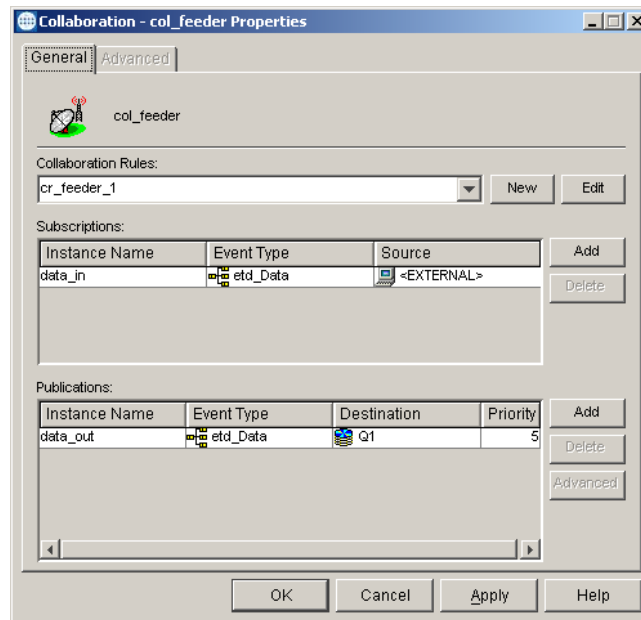 Collaboration - col_feeder Properties
General Advanced
col_feeder
Collaboration Rules:
cr_feeder_1 New Edit
Subscriptions:
Instance Name Event Type Source Add
data_in etd_Data <EXTERNAL>
Delete
Publications:
Instance Name Event Type Destination Priority Add
data_out etd_Data Q1 5
Delete
Advanced
OK Cancel Apply Help